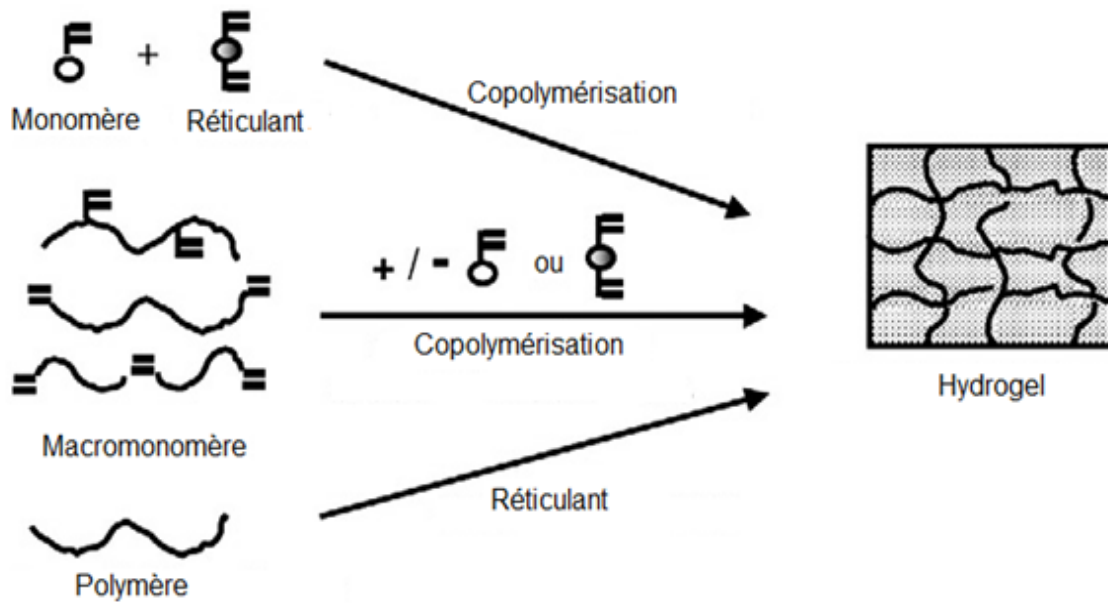 +
Monomère
Réticulant
Copolymérisation
+ / - ou
Copolymérisation
Macromonomère
Hydrogel
Réticulant
Polymère